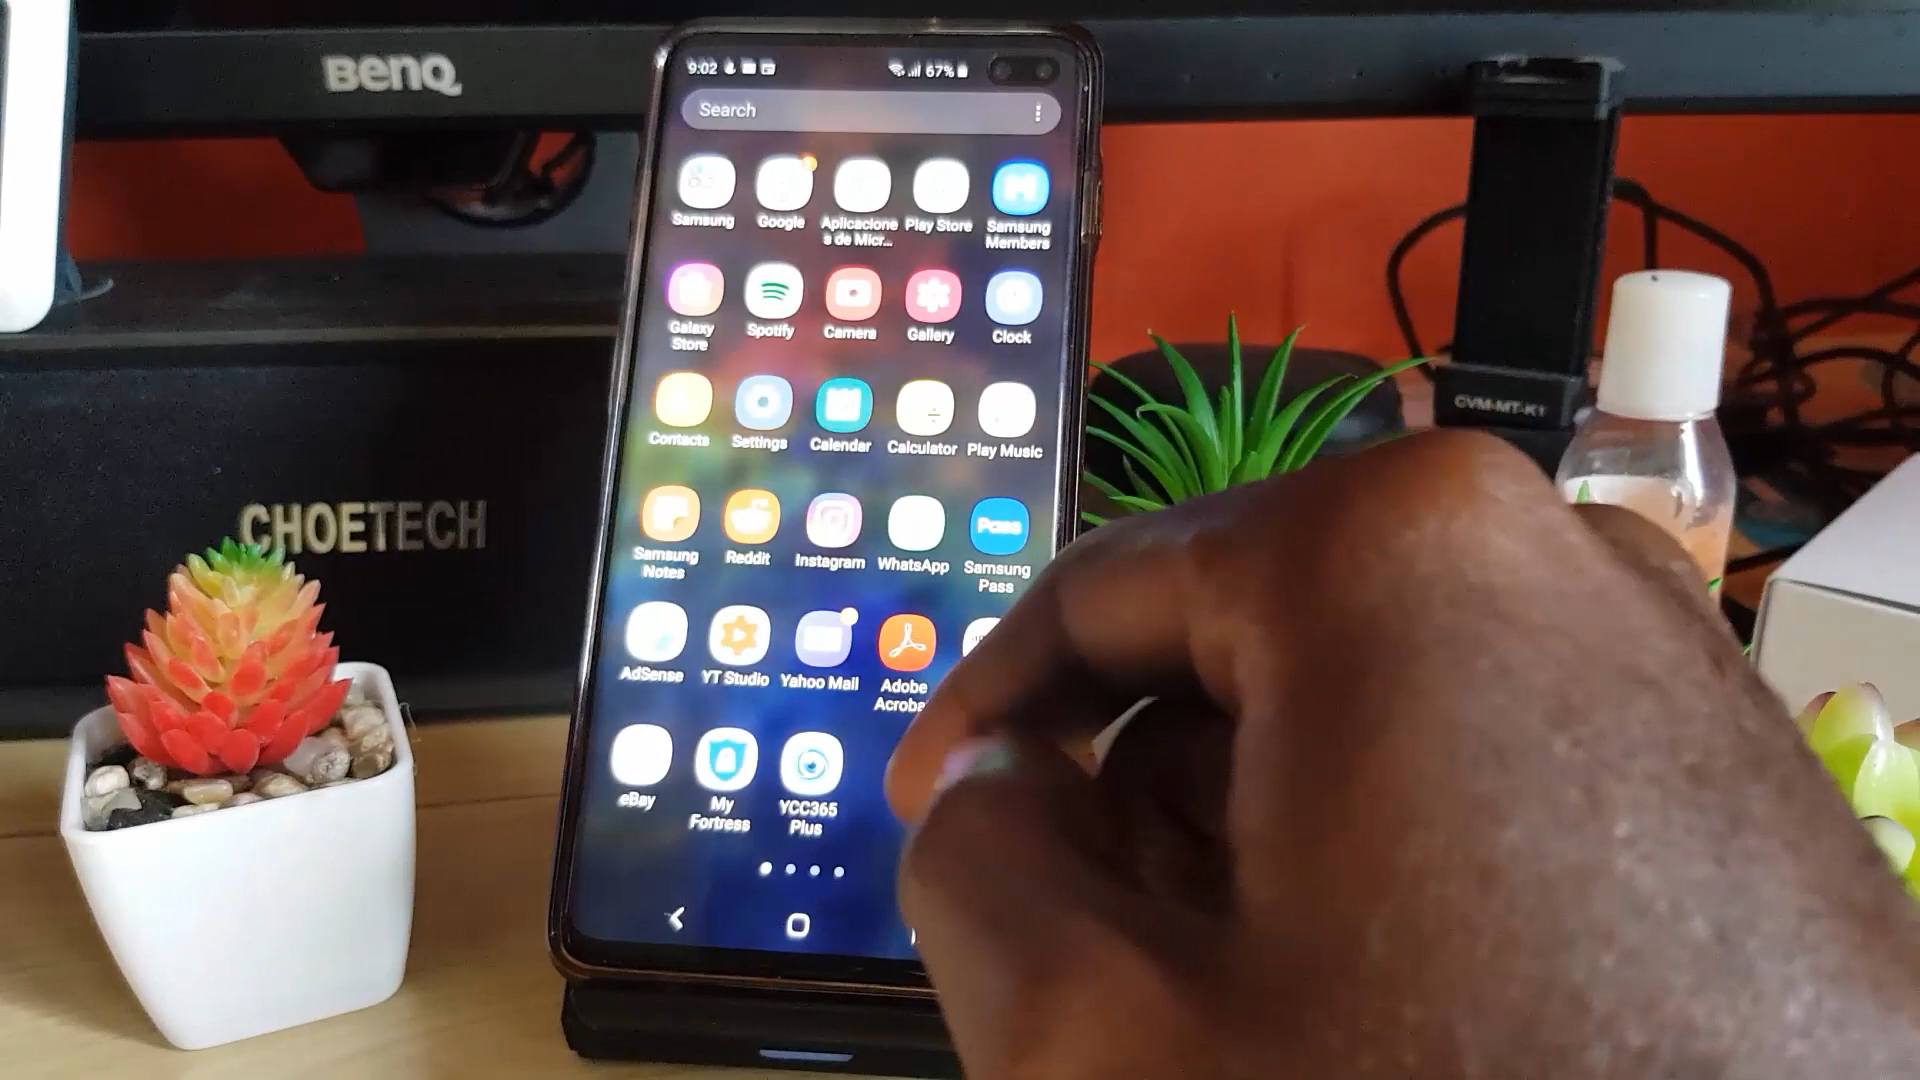 BenQ
9:02
67%
Search
Samsung
Google
Aplicacione
s de Micr...
Play Store
Samsung
Members
Galaxy
Store
Spotify
Camera
Gallery
Clock
Contacts
Settings
Calendar
Calculator
Play Music
Samsung
Notes
Reddit
Instagram
WhatsApp
Pass
Samsung
Pass
AdSense
YT Studio
Yahoo Mail
Adobe
Acroba
eBay
My
Fortress
YCC365
Plus
CHOETECH
CVM-MT-K1